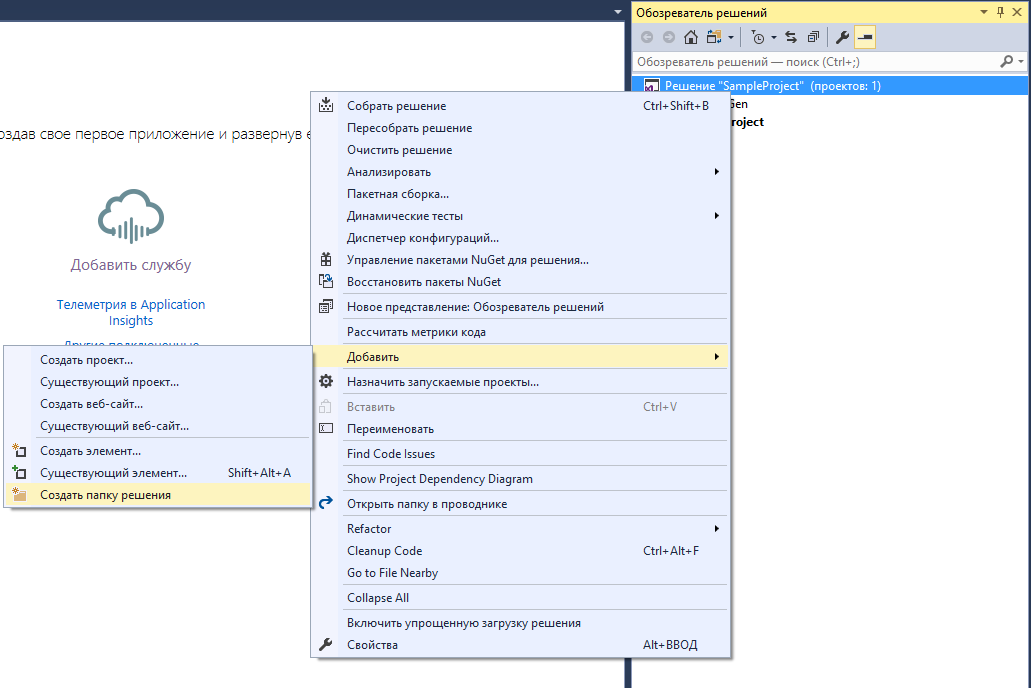 Обозреватель решений
Обозреватель решений — поиск (Ctrl+;)
Решение "SampleProject" (проектов: 1)
оздав свое первое приложение и развернув
Добавить службу
Телеметрия в Application
Insights
Другие подключенные
Собрать решение Ctrl+Shift+B
Пересобрать решение
Очистить решение
Анализировать
Пакетная сборка...
Динамические тесты
Диспетчер конфигураций...
Управление пакетами NuGet для решения...
Восстановить пакеты NuGet
Новое представление: Обозреватель решений
Рассчитать метрики кода
Добавить
Назначить запускаемые проекты...
Вставить Ctrl+V
Переименовать
Find Code Issues
Show Project Dependency Diagram
Открыть папку в проводнике
Refactor
Cleanup Code Ctrl+Alt+F
Go to File Nearby
Collapse All
Включить упрощенную загрузку решения
Свойства Alt+ВВОД
Создать проект...
Существующий проект...
Создать веб-сайт...
Существующий веб-сайт...
Создать элемент...
Существующий элемент... Shift+Alt+A
Создать папку решения
Gen
roject